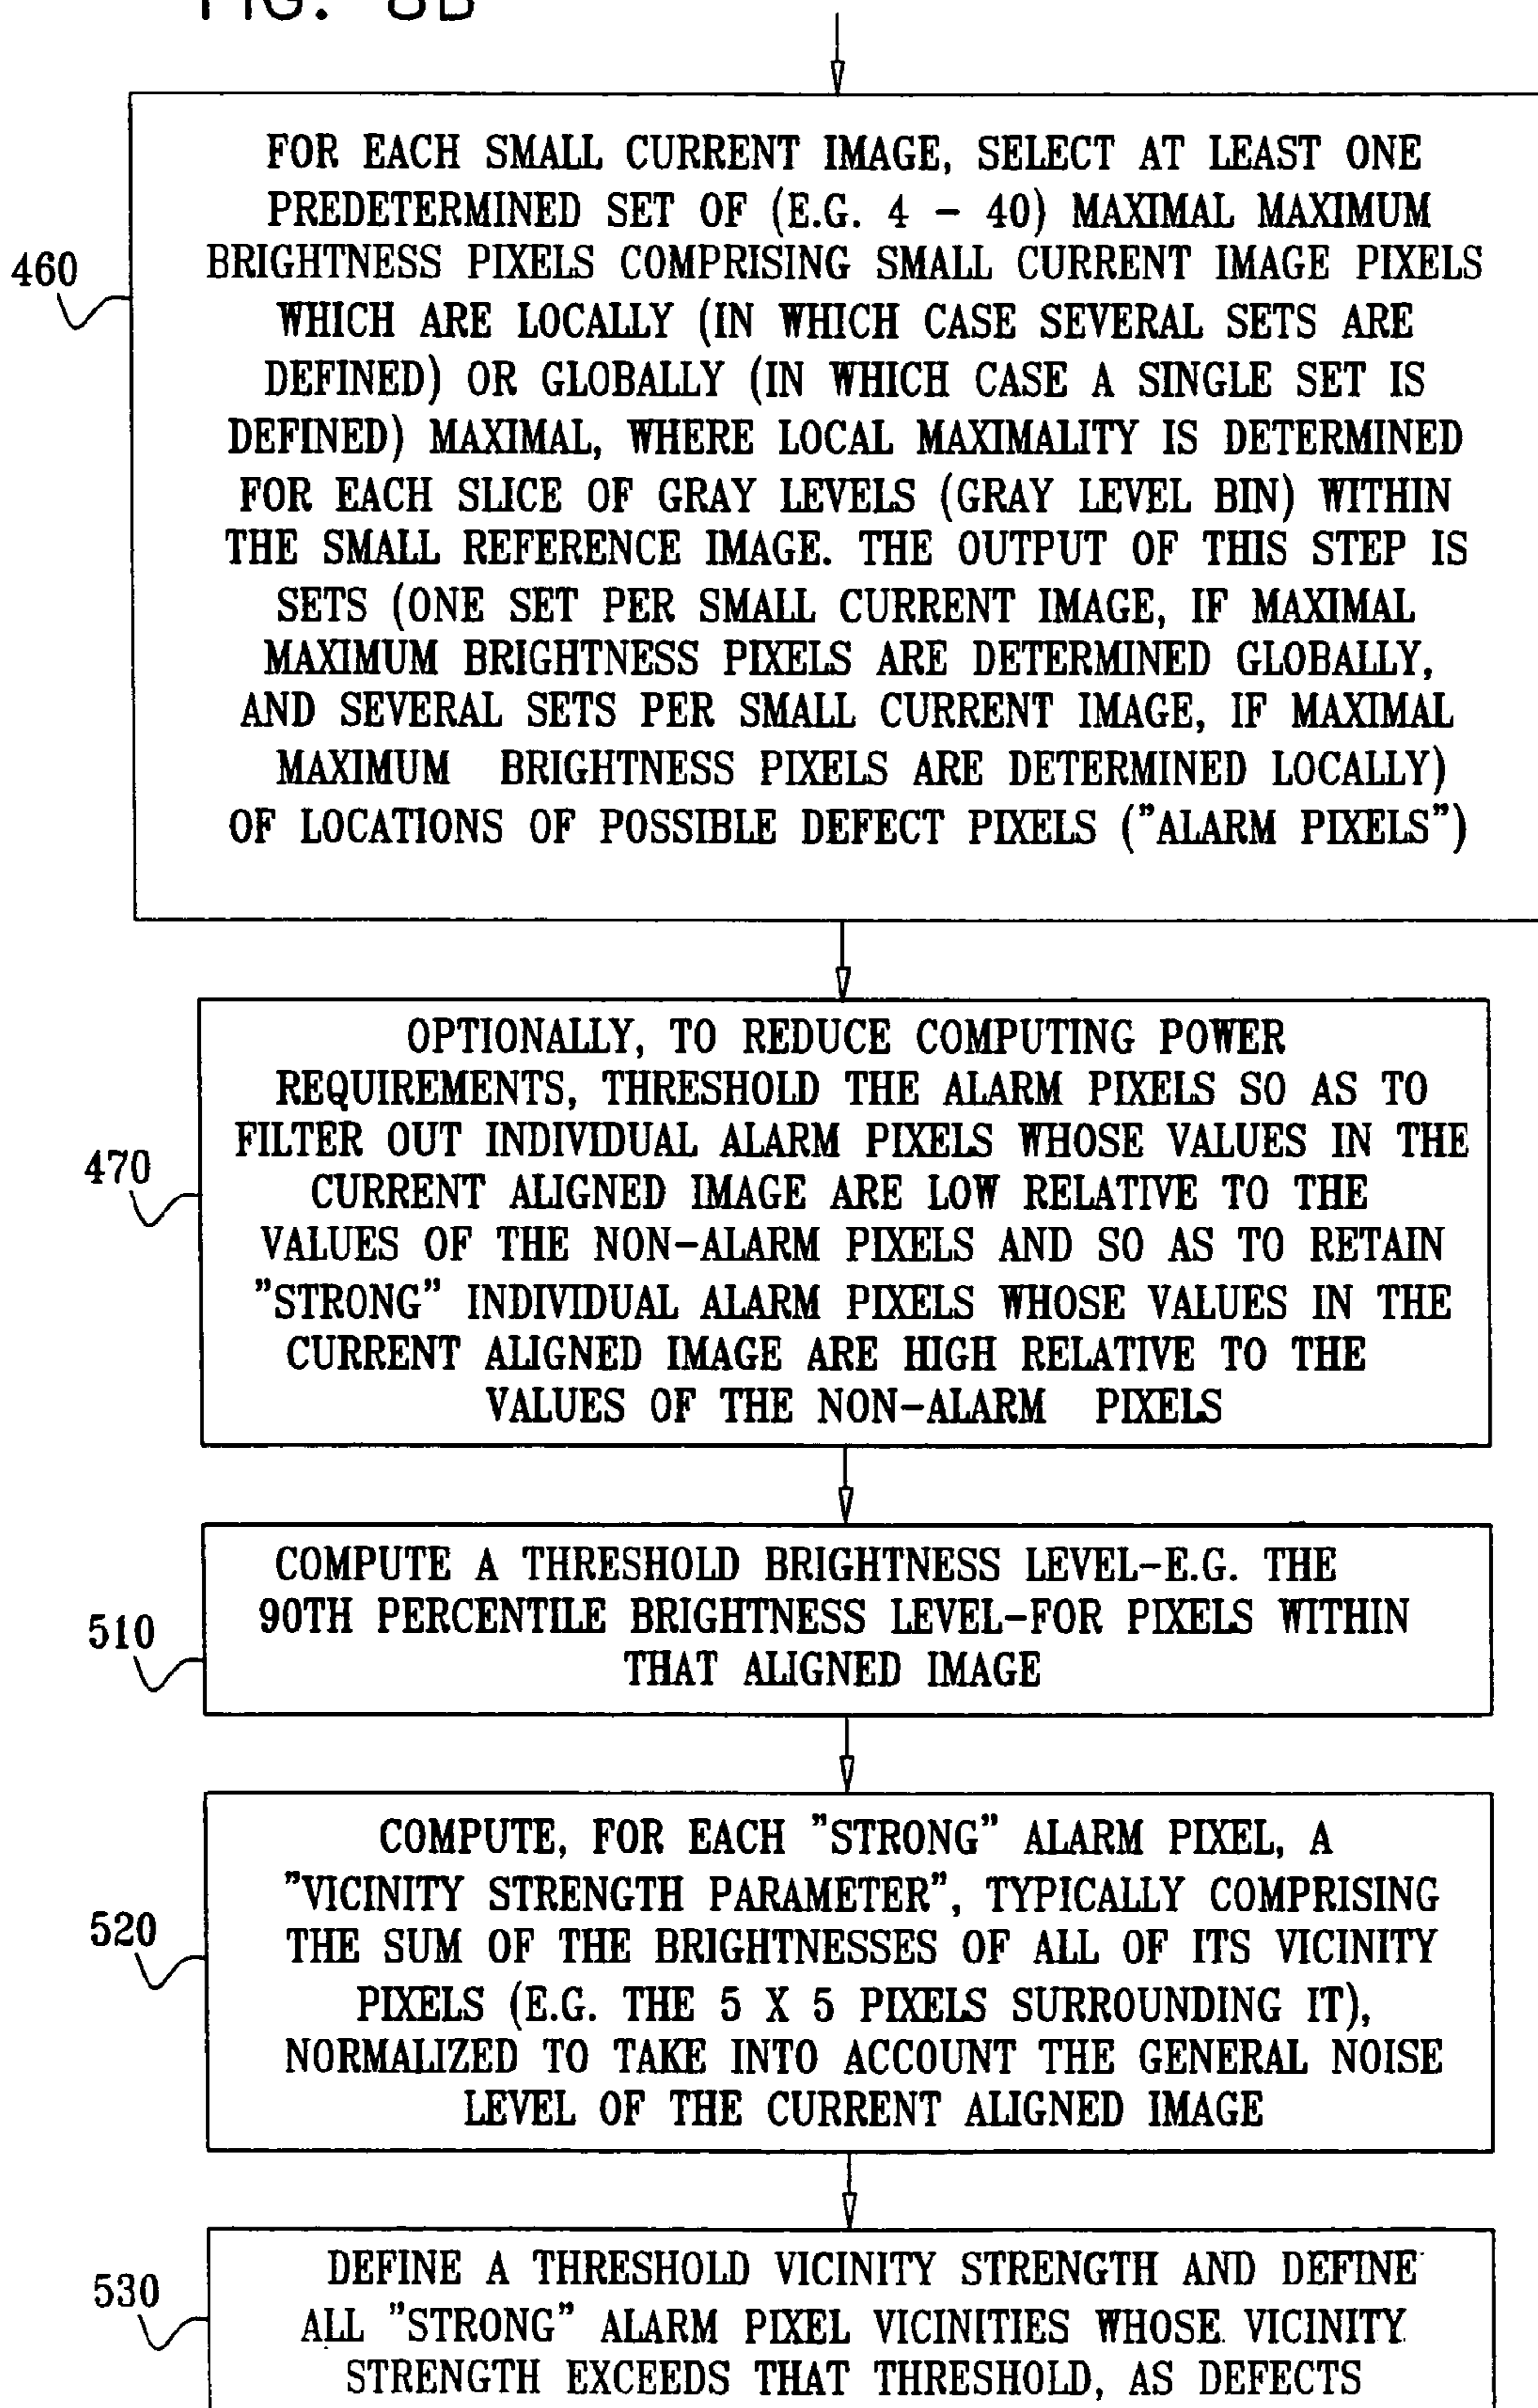 FIG. 8B
FOR EACH SMALL CURRENT IMAGE, SELECT AT LEAST ONE
PREDETERMINED SET OF (E.G. 4 - 40) MAXIMAL MAXIMUM
BRIGHTNESS PIXELS COMPRISING SMALL CURRENT IMAGE PIXELS
WHICH ARE LOCALLY (IN WHICH CASE SEVERAL SETS ARE
DEFINED) OR GLOBALLY (IN WHICH CASE A SINGLE SET IS
DEFINED) MAXIMAL, WHERE LOCAL MAXIMALITY IS DETERMINED
FOR EACH SLICE OF GRAY LEVELS (GRAY LEVEL BIN) WITHIN
THE SMALL REFERENCE IMAGE. THE OUTPUT OF THIS STEP IS
SETS (ONE SET PER SMALL CURRENT IMAGE, IF MAXIMAL
MAXIMUM BRIGHTNESS PIXELS ARE DETERMINED GLOBALLY,
AND SEVERAL SETS PER SMALL CURRENT IMAGE, IF MAXIMAL
MAXIMUM BRIGHTNESS PIXELS ARE DETERMINED LOCALLY)
OF LOCATIONS OF POSSIBLE DEFECT PIXELS ("ALARM PIXELS")
460
OPTIONALLY, TO REDUCE COMPUTING POWER
REQUIREMENTS, THRESHOLD THE ALARM PIXELS SO AS TO
FILTER OUT INDIVIDUAL ALARM PIXELS WHOSE VALUES IN THE
CURRENT ALIGNED IMAGE ARE LOW RELATIVE TO THE
VALUES OF THE NON-ALARM PIXELS AND SO AS TO RETAIN
"STRONG" INDIVIDUAL ALARM PIXELS WHOSE VALUES IN THE
CURRENT ALIGNED IMAGE ARE HIGH RELATIVE TO THE
VALUES OF THE NON-ALARM PIXELS
470
COMPUTE A THRESHOLD BRIGHTNESS LEVEL-E.G. THE
90TH PERCENTILE BRIGHTNESS LEVEL-FOR PIXELS WITHIN
THAT ALIGNED IMAGE
510
COMPUTE, FOR EACH "STRONG" ALARM PIXEL, A
"VICINITY STRENGTH PARAMETER", TYPICALLY COMPRISING
THE SUM OF THE BRIGHTNESSES OF ALL OF ITS VICINITY
PIXELS (E.G. THE 5 X 5 PIXELS SURROUNDING IT),
NORMALIZED TO TAKE INTO ACCOUNT THE GENERAL NOISE
LEVEL OF THE CURRENT ALIGNED IMAGE
520
DEFINE A THRESHOLD VICINITY STRENGTH AND DEFINE
ALL "STRONG" ALARM PIXEL VICINITIES WHOSE VICINITY
STRENGTH EXCEEDS THAT THRESHOLD, AS DEFECTS
530